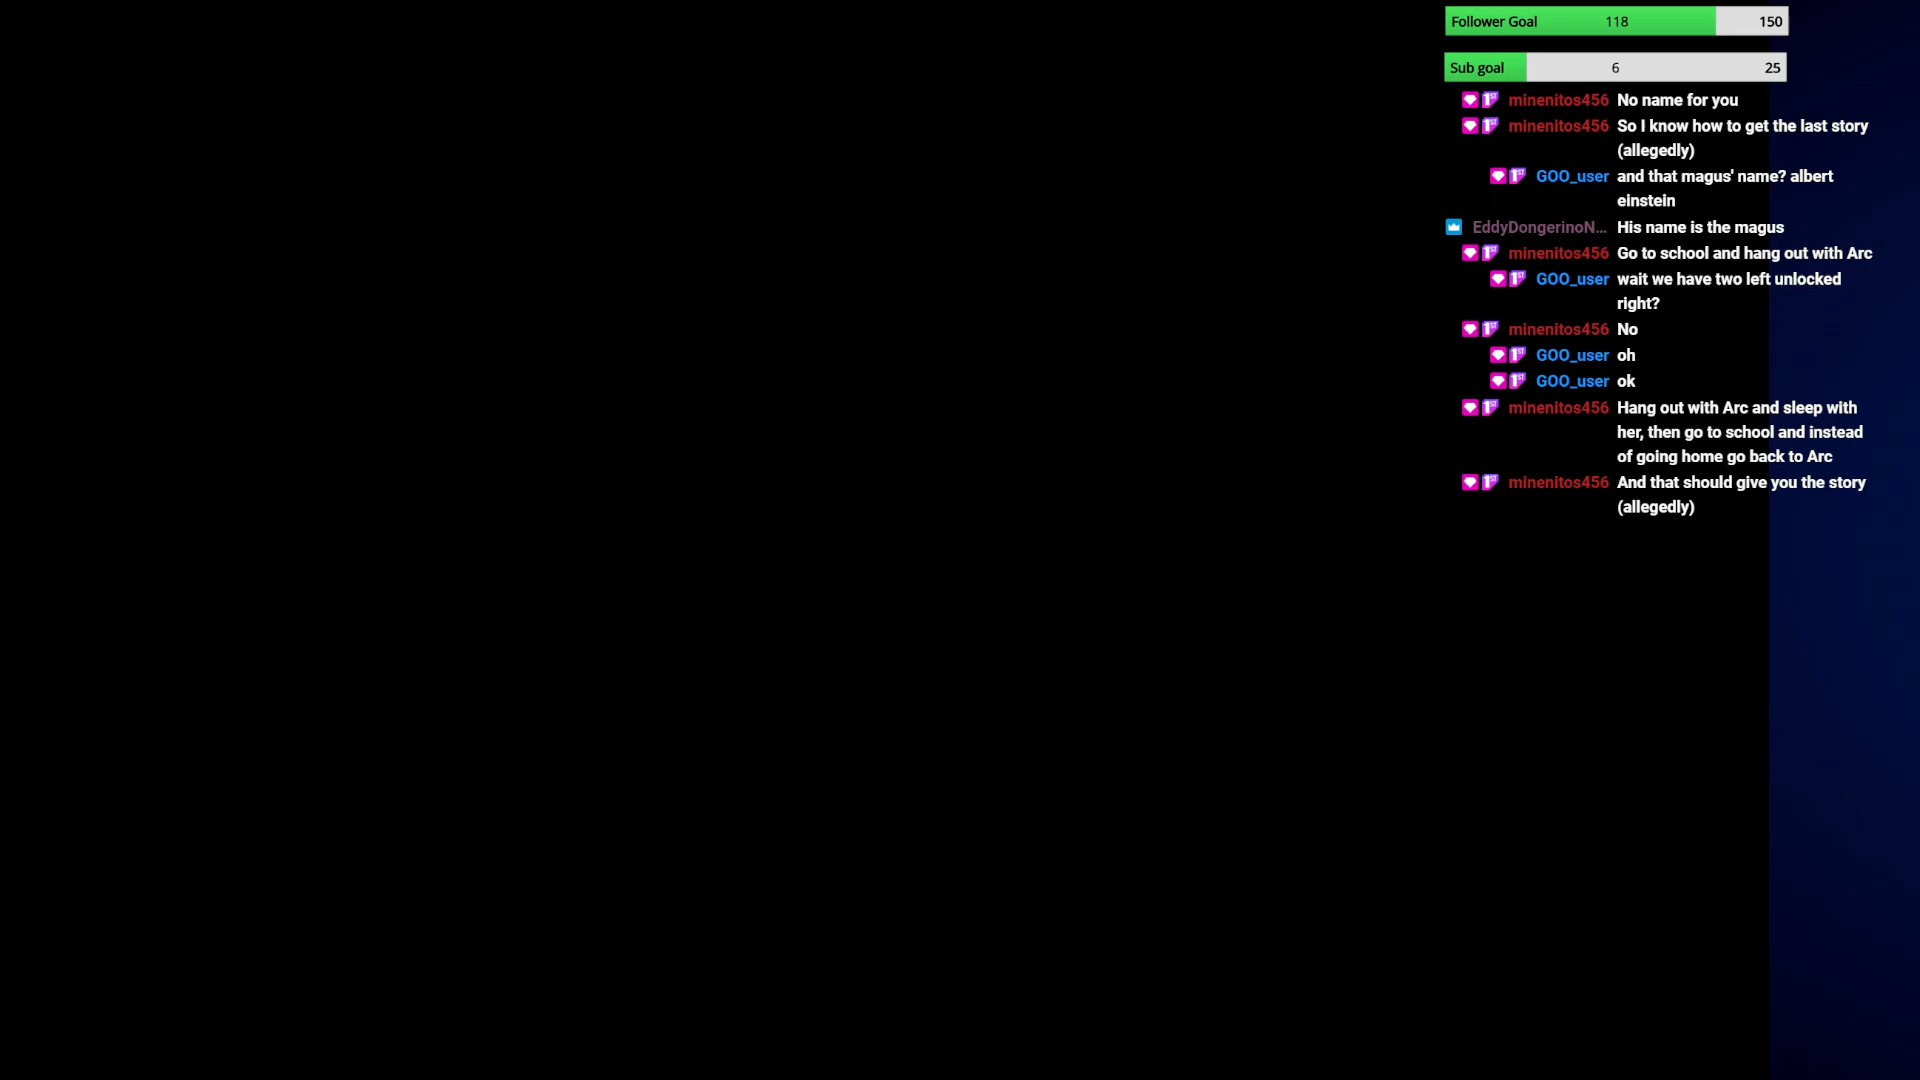 Follower Goal 118 150
Sub goal 6 25
minenitos456 No name for you
minenitos456 So I know how to get the last story
(allegedly)
GOO_user and that magus' name? albert
einstein
EddyDongerinoN... His name is the magus
minenitos456 Go to school and hang out with Arc
GOO_user wait we have two left unlocked
right?
minenitos456 No
GOO_user oh
GOO_user ok
minenitos456 Hang out with Arc and sleep with
her, then go to school and instead
of going home go back to Arc
minenitos456 And that should give you the story
(allegedly)